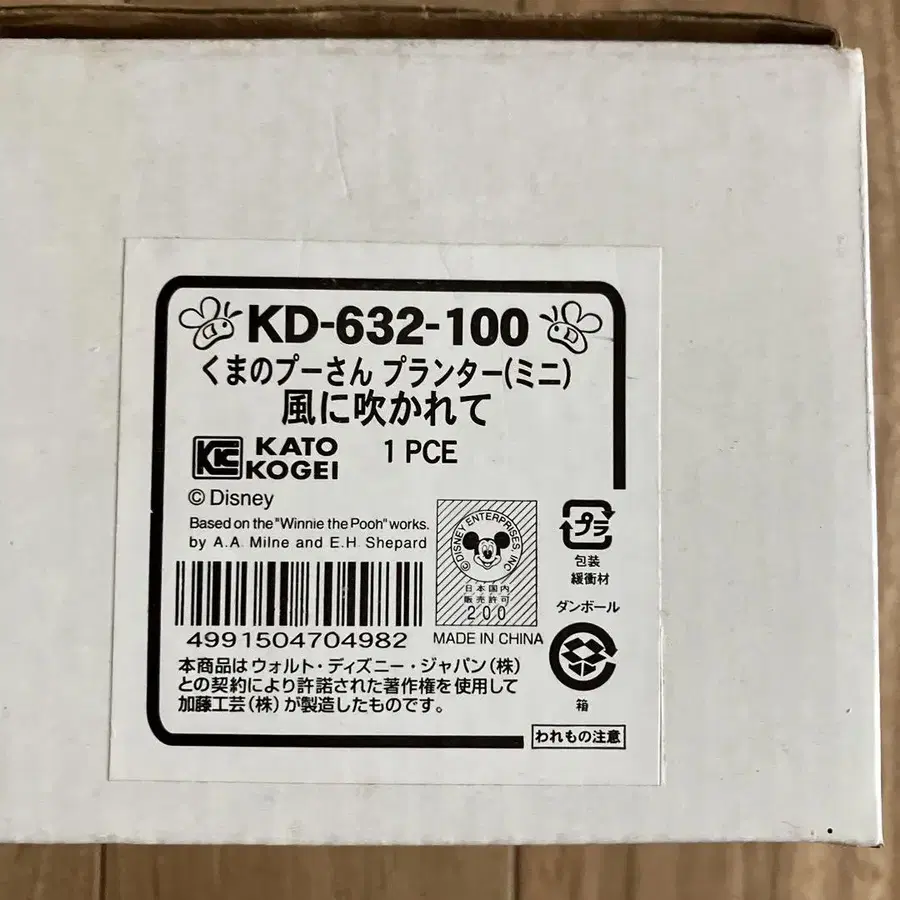 KD-632-100
くまのプーさん プランター(ミニ)
風に吹かれて
KC KATO KOGEI 1 PCE
© Disney
Based on the "Winnie the Pooh" works.
by A.A. Milne and E.H. Shepard
© DISNEY ENTERPRISES, INC
日本国内
販売許可
200
プラ
包装
緩衝材
ダンボール
箱
4991504704982
MADE IN CHINA
本商品はウォルト・ディズニー・ジャパン(株)
との契約により許諾された著作権を使用して
加藤工芸(株)が製造したものです。
われもの注意